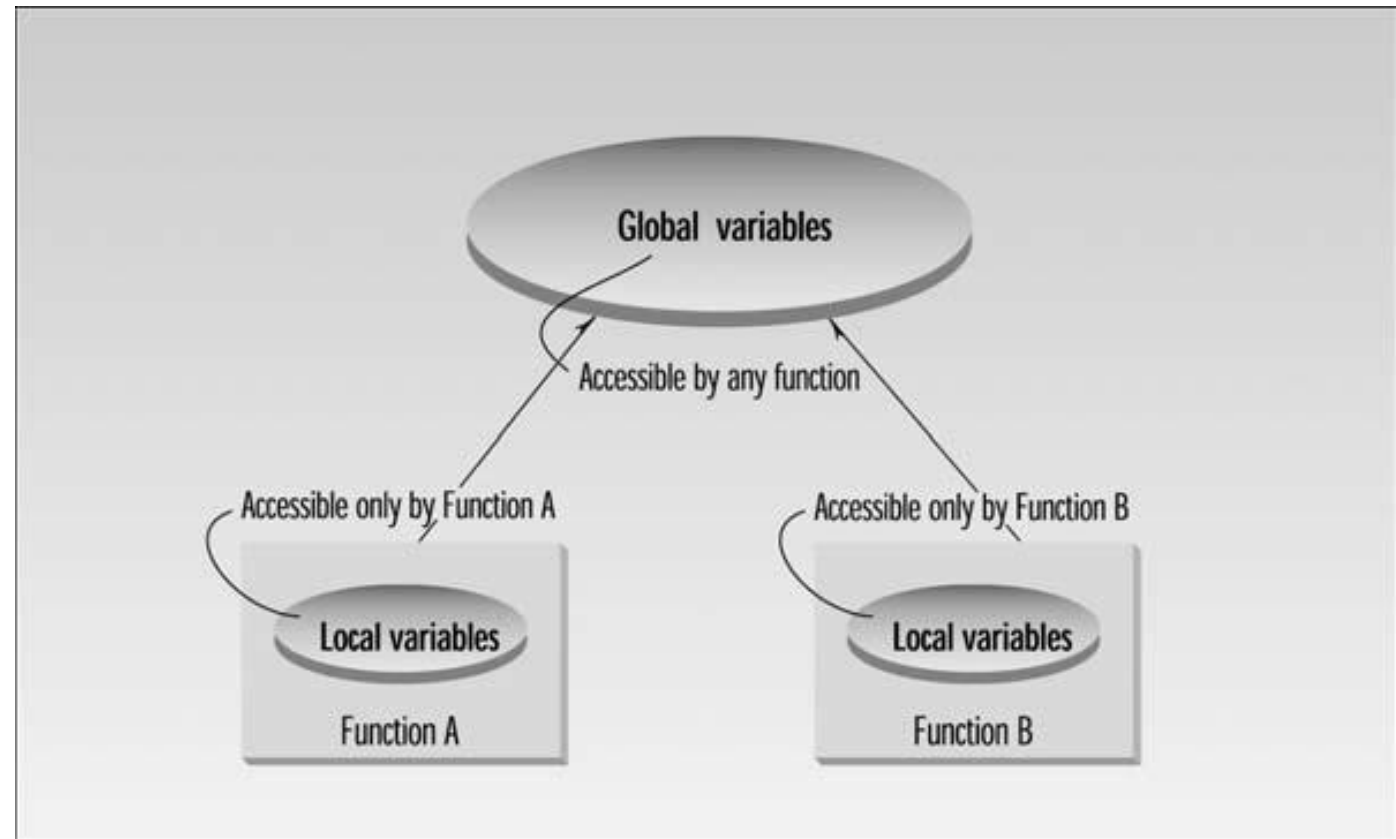 Global variables
Accessible by any function
Accessible only by Function A
Accessible only by Function B
Local variables
Local variables
Function A
Function B